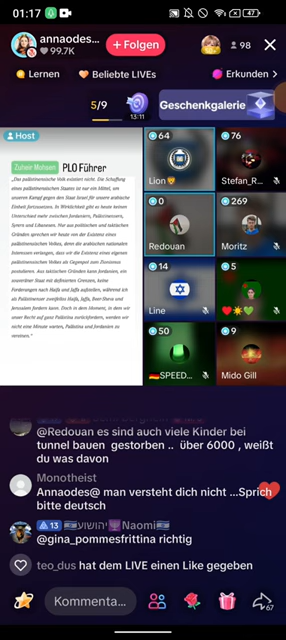 01:17
47
annaodes...
99.7K
+ Folgen
98
Lernen
Beliebte LIVEs
Erkunden >
5/9
13:11
Geschenkgalerie
Host
64
76
Zuheir Mohsen
PLO Führer
Lion🦁
Stefan_R...
„Das palästinensische Volk existiert nicht. Die Schaffung
eines palästinensischen Staates ist nur ein Mittel, um
unseren Kampf gegen den Staat Israel für unsere arabische
Einheit fortzusetzen. In Wirklichkeit gibt es heute keinen
Unterschied mehr zwischen Jordaniern, Palästinensern,
Syrern und Libanesen. Nur aus politischen und taktischen
Gründen sprechen wir heute von der Existenz eines
palästinensischen Volkes, denn die arabischen nationalen
Interessen verlangen, dass wir die Existenz eines eigenen
palästinensischen Volkes als Gegenpol zum Zionismus
postulieren. Aus taktischen Gründen kann Jordanien, ein
souveräner Staat mit definierten Grenzen, keine
Forderungen nach Haifa und Jaffa aufstellen, während ich
als Palästinenser zweifellos Haifa, Jaffa, Beer-Sheva und
Jerusalem fordern kann. Doch in dem Moment, in dem wir
unser Recht auf ganz Palästina zurückfordern, werden wir
nicht eine Minute warten, Palästina und Jordanien zu
vereinen."
0
269
Redouan
Moritz
14
5
Line
♥️☀️💚
50
9
🇩🇪SPEED...
Mido Gill
@Redouan es sind auch viele Kinder bei
tunnel bauen gestorben .. über 6000 , weißt
du was davon
Monotheist
Annaodes@ man versteht dich nicht ...Sprich
bitte deutsch
13 🇮🇱יהושוע🕎Naomi🇮🇱
@gina_pommesfrittina richtig
teo_dus hat dem LIVE einen Like gegeben
Kommenta...
67